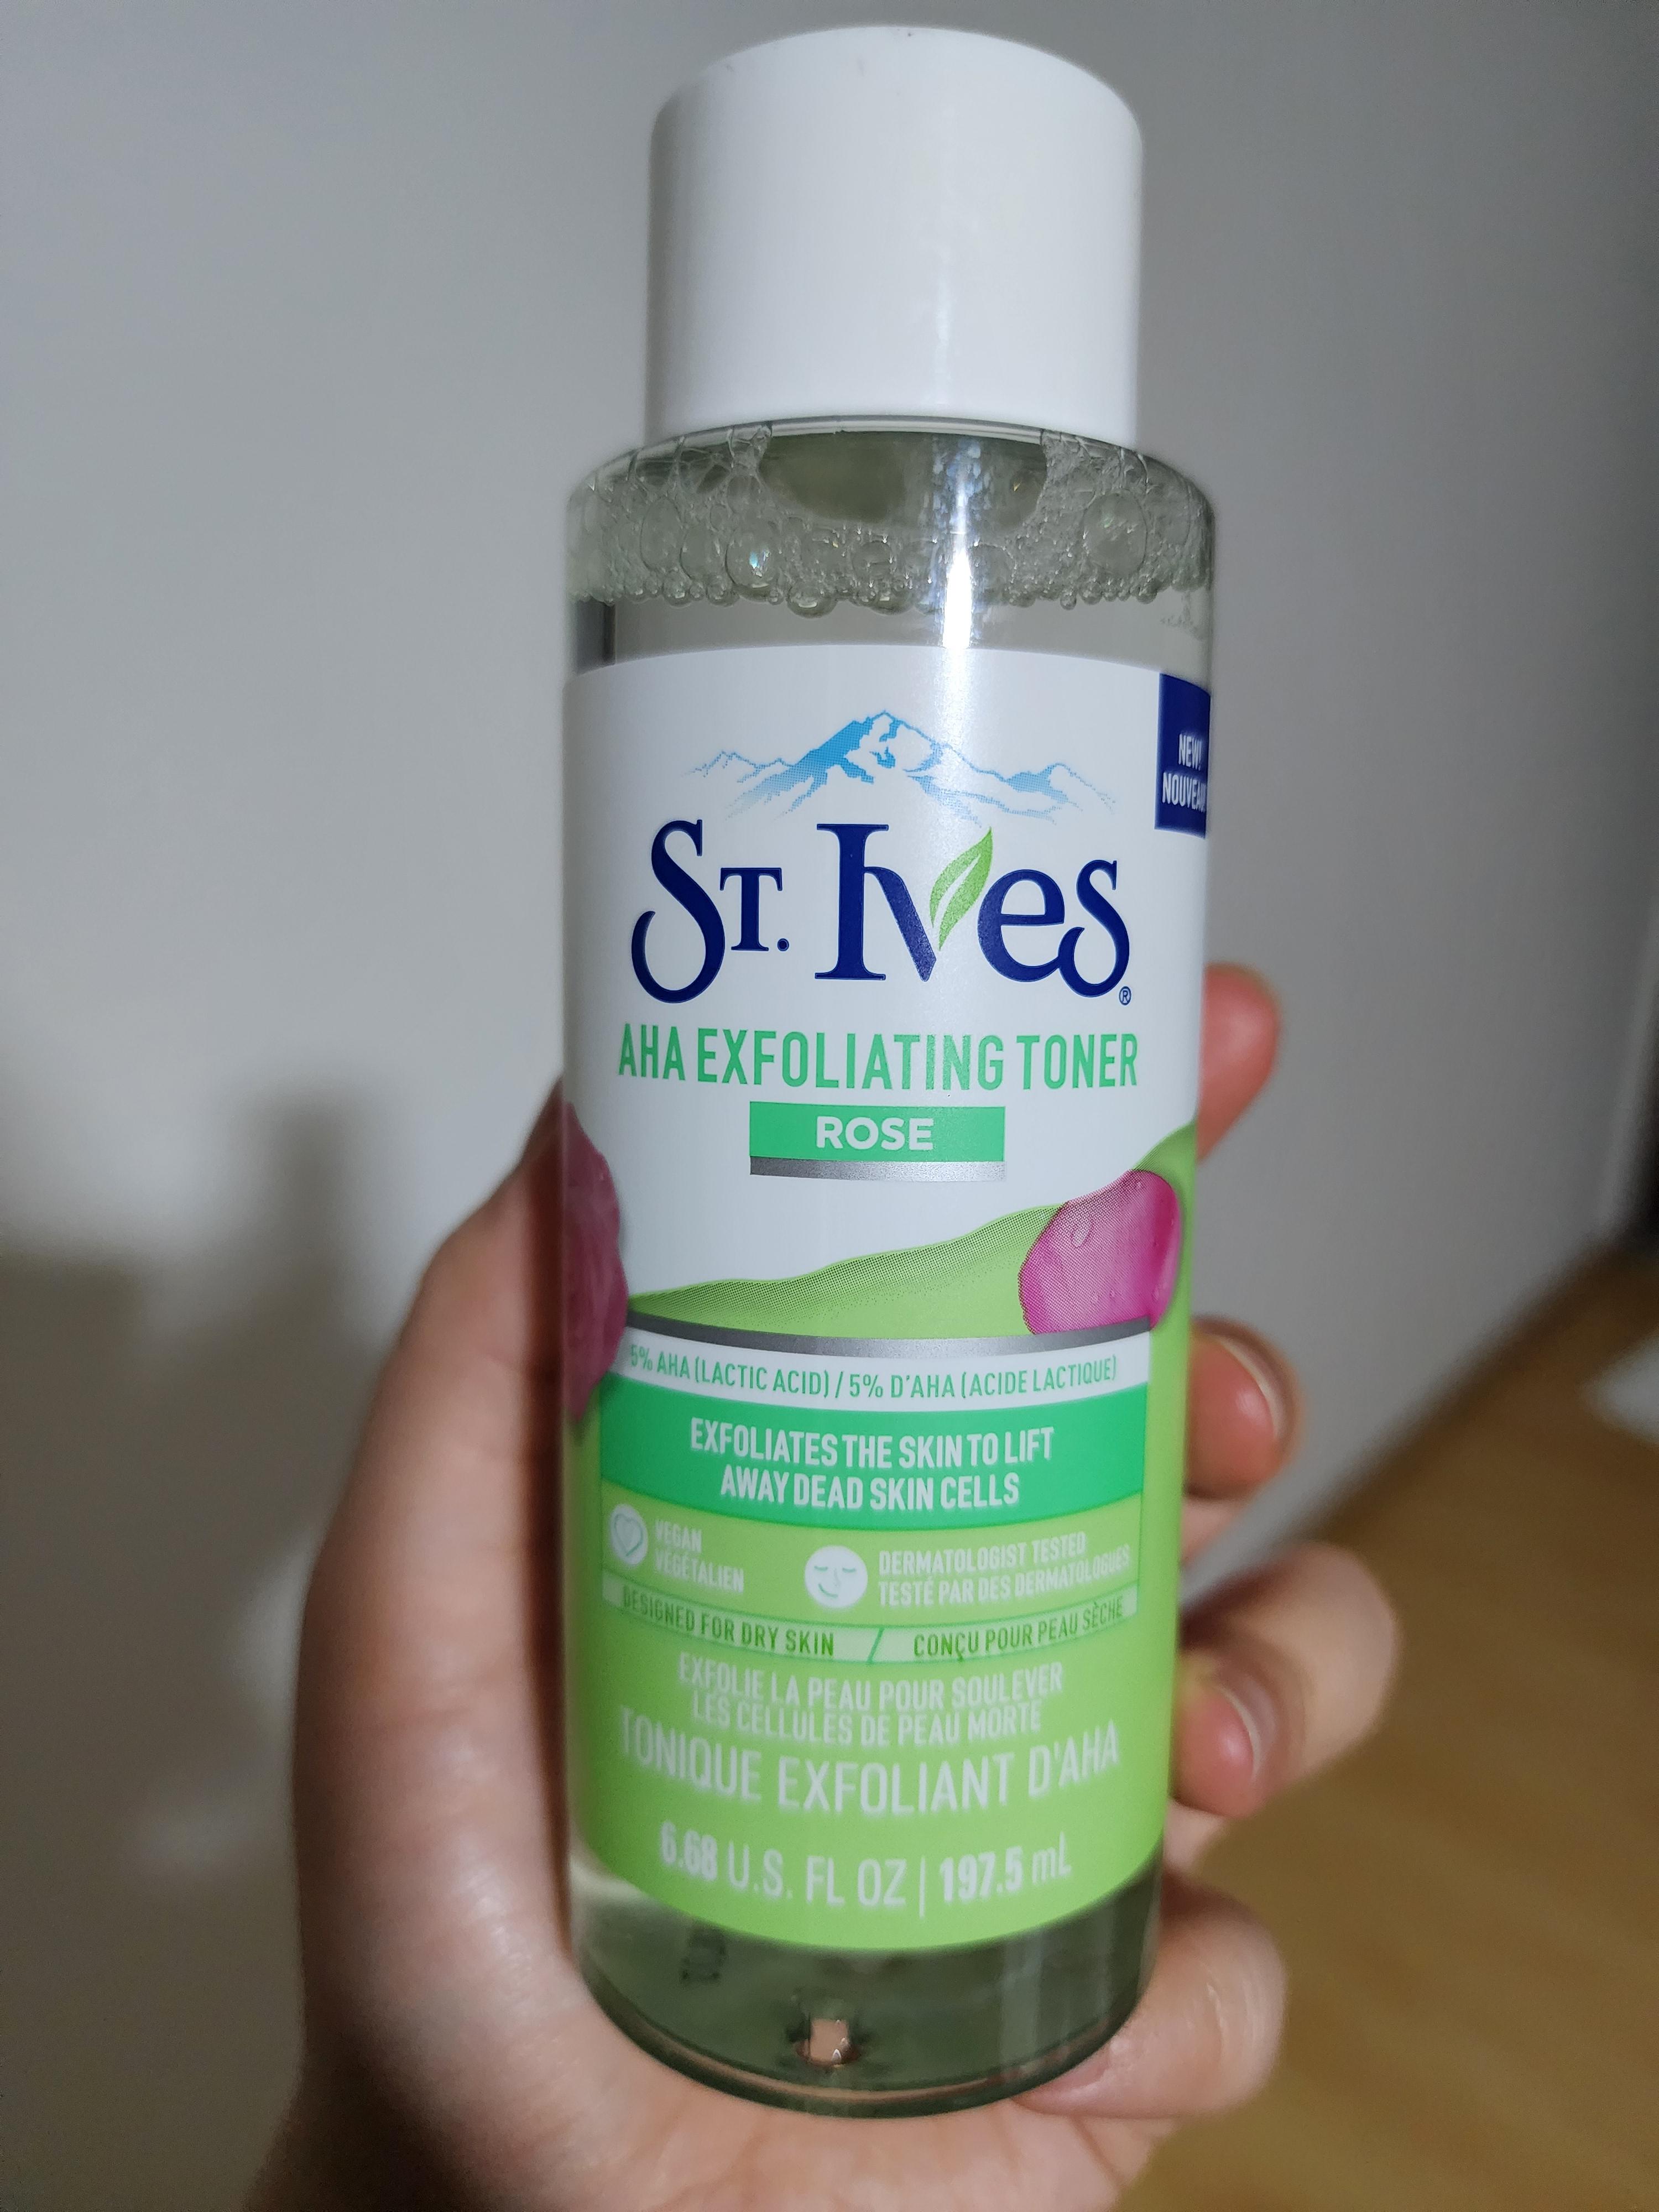 NEW!
NOUVEAU
ST. IVES®
AHA EXFOLIATING TONER
ROSE
5% AHA (LACTIC ACID) / 5% D'AHA (ACIDE LACTIQUE)
EXFOLIATES THE SKIN TO LIFT
AWAY DEAD SKIN CELLS
VEGAN
VÉGÉTALIEN
DERMATOLOGIST TESTED
TESTÉ PAR DES DERMATOLOGUES
DESIGNED FOR DRY SKIN / CONÇU POUR PEAU SÈCHE
EXFOLIE LA PEAU POUR SOULEVER
LES CELLULES DE PEAU MORTE
TONIQUE EXFOLIANT D'AHA
6.68 U.S. FL OZ | 197.5 mL